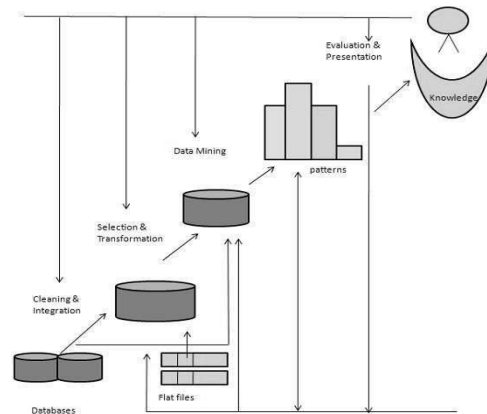 Evaluation &
Presentation
Knowledge
Data Mining
patterns
Selection &
Transformation
Cleaning &
Integration
Flat files
Databases